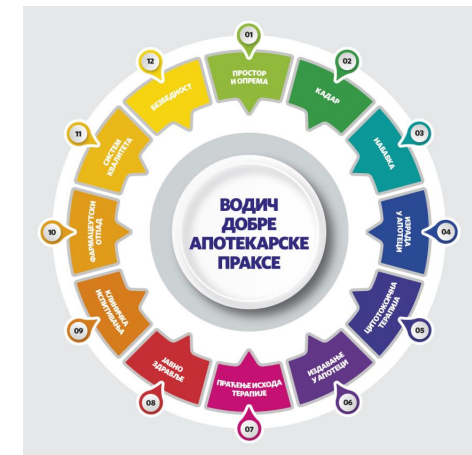 ВОДИЧ
ДОБРЕ
АПОТЕКАРСКЕ
ПРАКСЕ
01
ПРОСТОР
И ОПРЕМА
02
КАДАР
03
НАБАВКА
04
ИЗРАДА
У АПОТЕЦИ
05
ЦИТОТОКСИЧНА
ТЕРАПИЈА
06
ИЗДАВАЊЕ
У АПОТЕЦИ
07
ПРАЋЕЊЕ ИСХОДА
ТЕРАПИЈЕ
08
ЈАВНО
ЗДРАВЉЕ
09
КЛИНИЧКА
ИСПИТИВАЊА
10
ФАРМАЦЕУТСКИ
ОТПАД
11
СИСТЕМ
КВАЛИТЕТА
12
БЕЗБЕДНОСТ